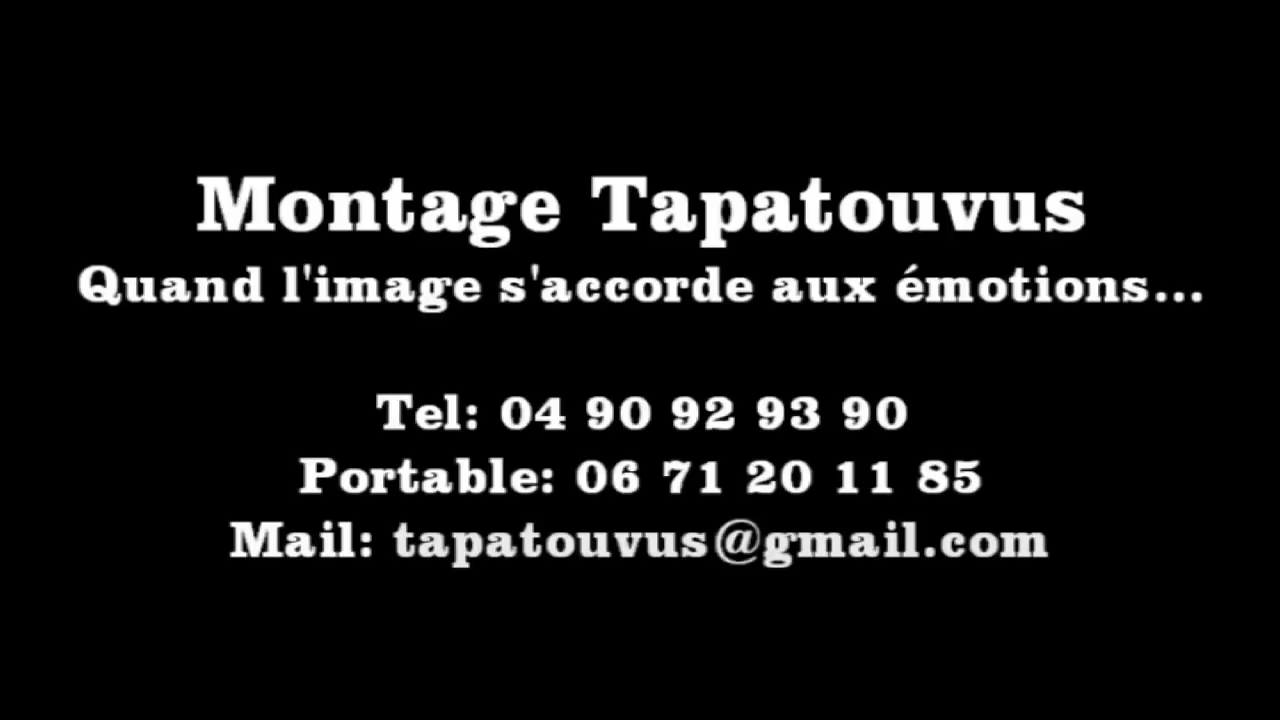 Montage Tapatouvus
Quand l'image s'accorde aux émotions...
Tel: 04 90 92 93 90
Portable: 06 71 20 11 85
Mail: tapatouvus@gmail.com